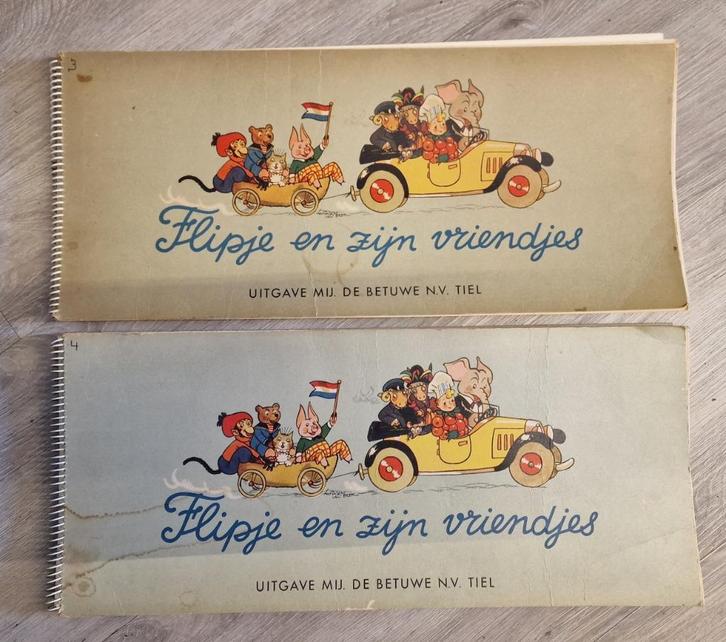 3
Flipje en zijn vriendjes
UITGAVE MIJ. DE BETUWE N.V. TIEL
4
Flipje en zijn vriendjes
UITGAVE MIJ. DE BETUWE N.V. TIEL